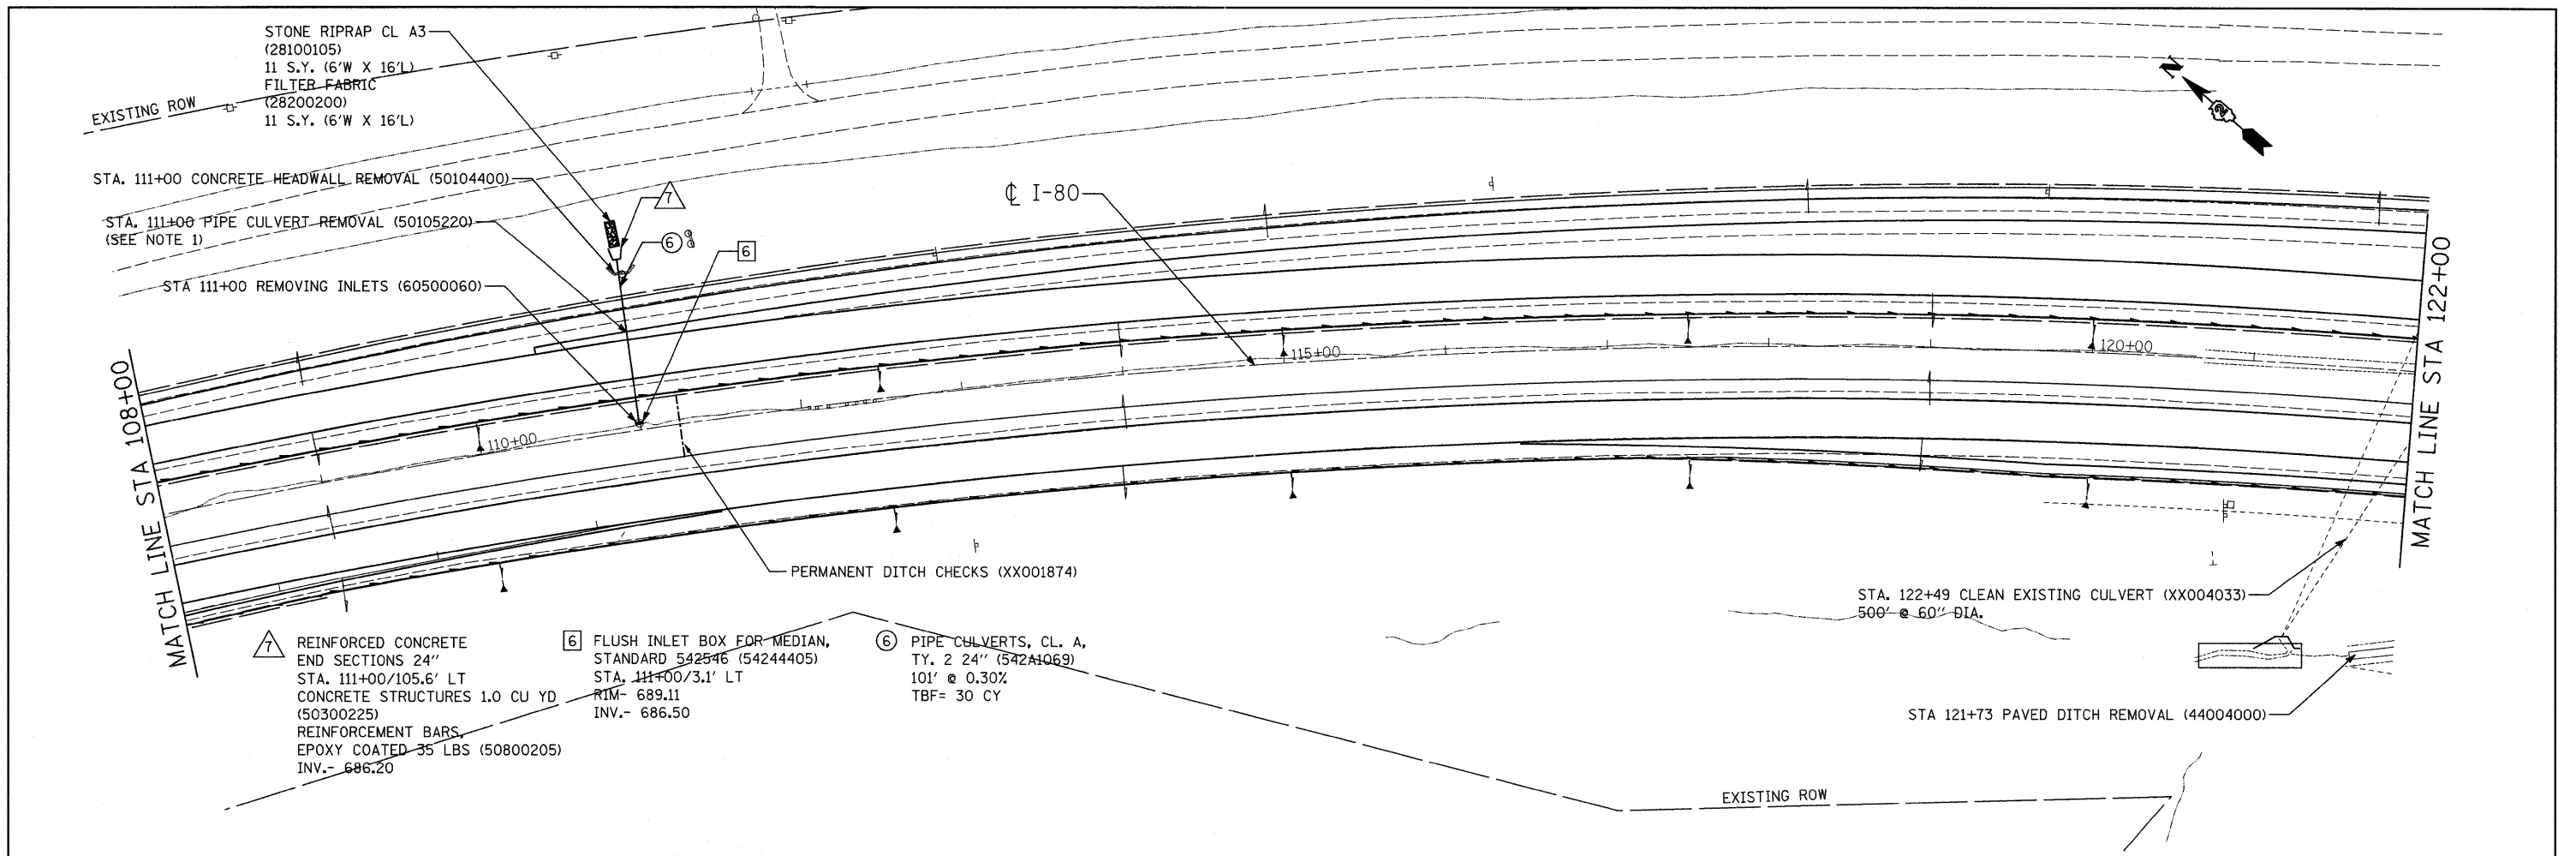 STONE RIPRAP CL A3
(28100105)
11 S.Y. (6'W X 16'L)
FILTER FABRIC
(28200200)
11 S.Y. (6'W X 16'L)
EXISTING ROW
N
2
STA. 111+00 CONCRETE HEADWALL REMOVAL (50104400)
7
℄ I-80
STA. 111+00 PIPE CULVERT REMOVAL (50105220)
(SEE NOTE 1)
6
6
STA 111+00 REMOVING INLETS (60500060)
MATCH LINE STA 122+00
115+00
120+00
MATCH LINE STA 108+00
110+00
PERMANENT DITCH CHECKS (XX001874)
STA. 122+49 CLEAN EXISTING CULVERT (XX004033)
500' @ 60" DIA.
7
REINFORCED CONCRETE
END SECTIONS 24"
STA. 111+00/105.6' LT
CONCRETE STRUCTURES 1.0 CU YD
(50300225)
REINFORCEMENT BARS,
EPOXY COATED 35 LBS (50800205)
INV.- 686.20
6
FLUSH INLET BOX FOR MEDIAN,
STANDARD 542546 (54244405)
STA. 111+00/3.1' LT
RIM- 689.11
INV.- 686.50
6
PIPE CULVERTS, CL. A,
TY. 2 24" (542A1069)
101' @ 0.30%
TBF= 30 CY
STA 121+73 PAVED DITCH REMOVAL (44004000)
EXISTING ROW